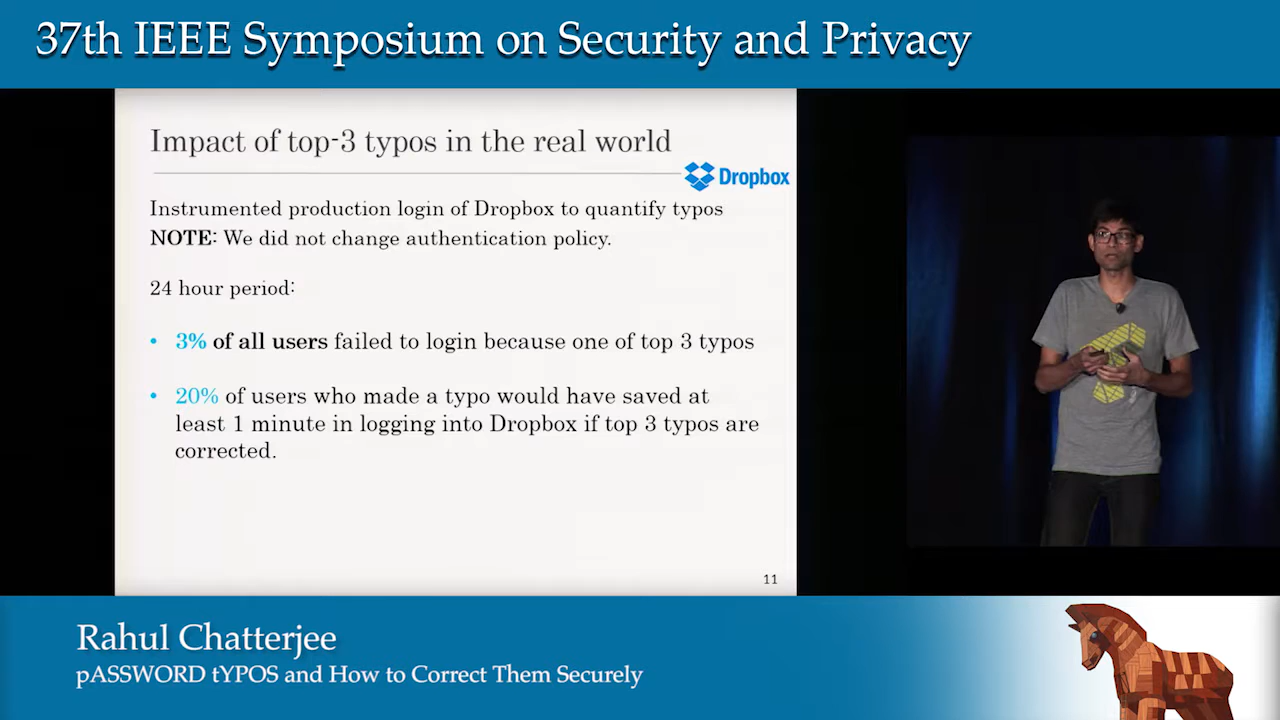 37th IEEE Symposium on Security and Privacy
Impact of top-3 typos in the real world
Dropbox
Instrumented production login of Dropbox to quantify typos
NOTE: We did not change authentication policy.
24 hour period:
• 3% of all users failed to login because one of top 3 typos
• 20% of users who made a typo would have saved at
least 1 minute in logging into Dropbox if top 3 typos are
corrected.
11
Rahul Chatterjee
pASSWORD tYPOS and How to Correct Them Securely